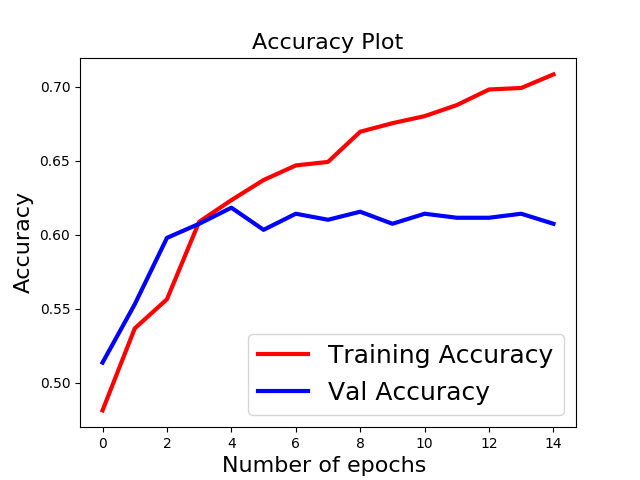 Accuracy Plot
Accuracy
0.70
0.65
0.60
0.55
0.50
Training Accuracy
Val Accuracy
0 2 4 6 8 10 12 14
Number of epochs